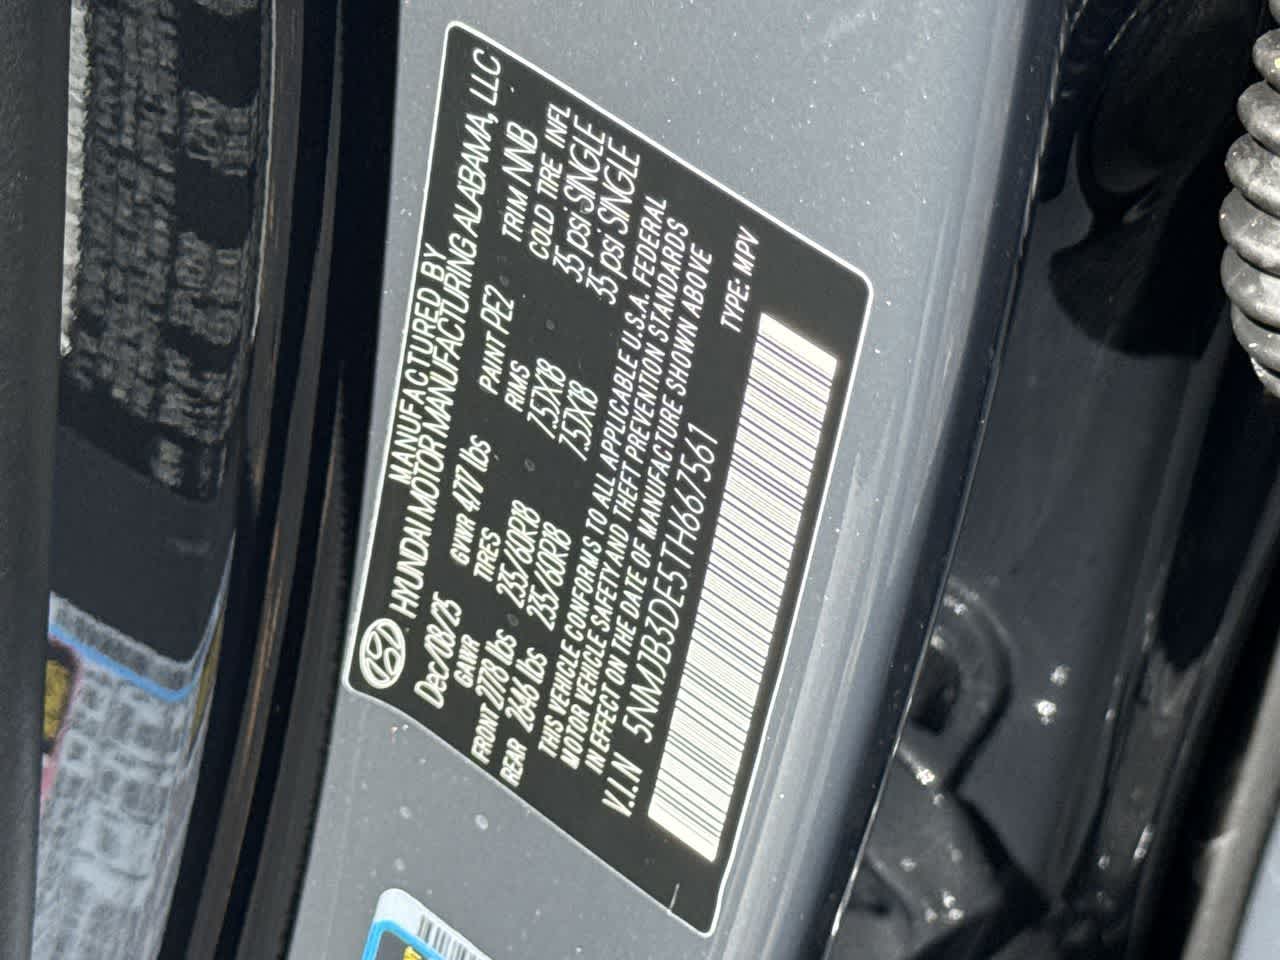 MANUFACTURED BY
HYUNDAI MOTOR MANUFACTURING ALABAMA, LLC
Dec/08/25 GVWR 4,717 lbs PAINT PE2 TRIM NNB
GAWR TIRES RIMS COLD TIRE INFL
FRONT 2778 lbs 235/60R18 7.5JX18 35 psi SINGLE
REAR 2646 lbs 235/60R18 7.5JX18 35 psi SINGLE
THIS VEHICLE CONFORMS TO ALL APPLICABLE U.S.A. FEDERAL
MOTOR VEHICLE SAFETY AND THEFT PREVENTION STANDARDS
IN EFFECT ON THE DATE OF MANUFACTURE SHOWN ABOVE
V.I.N 5NMJB3DE5TH667561 TYPE: MPV